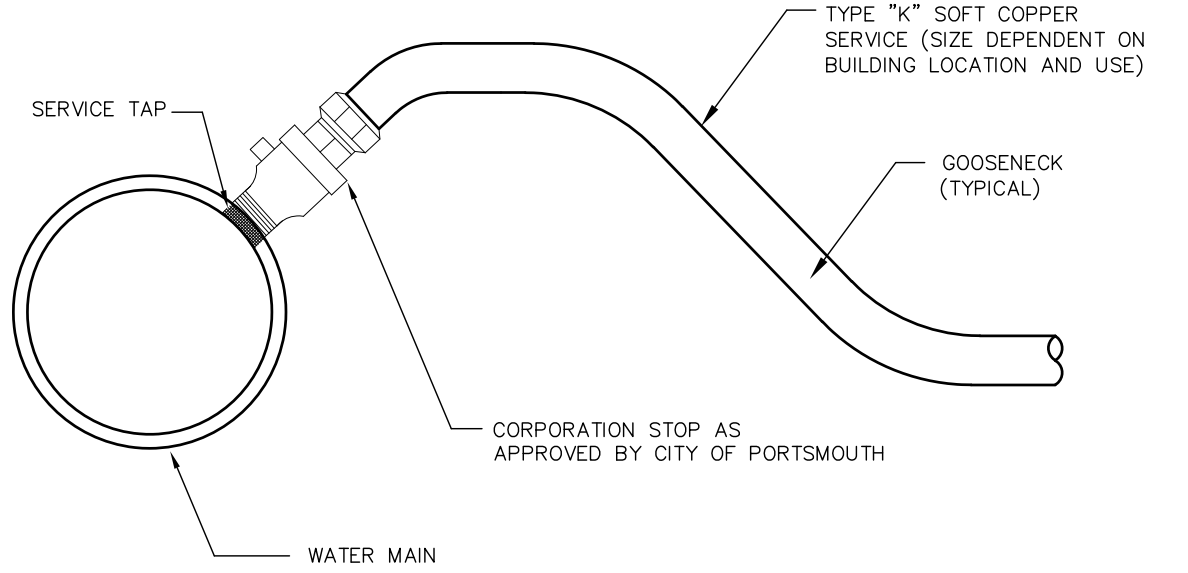 TYPE "K" SOFT COPPER
SERVICE (SIZE DEPENDENT ON
BUILDING LOCATION AND USE)
SERVICE TAP
GOOSENECK
(TYPICAL)
CORPORATION STOP AS
APPROVED BY CITY OF PORTSMOUTH
WATER MAIN